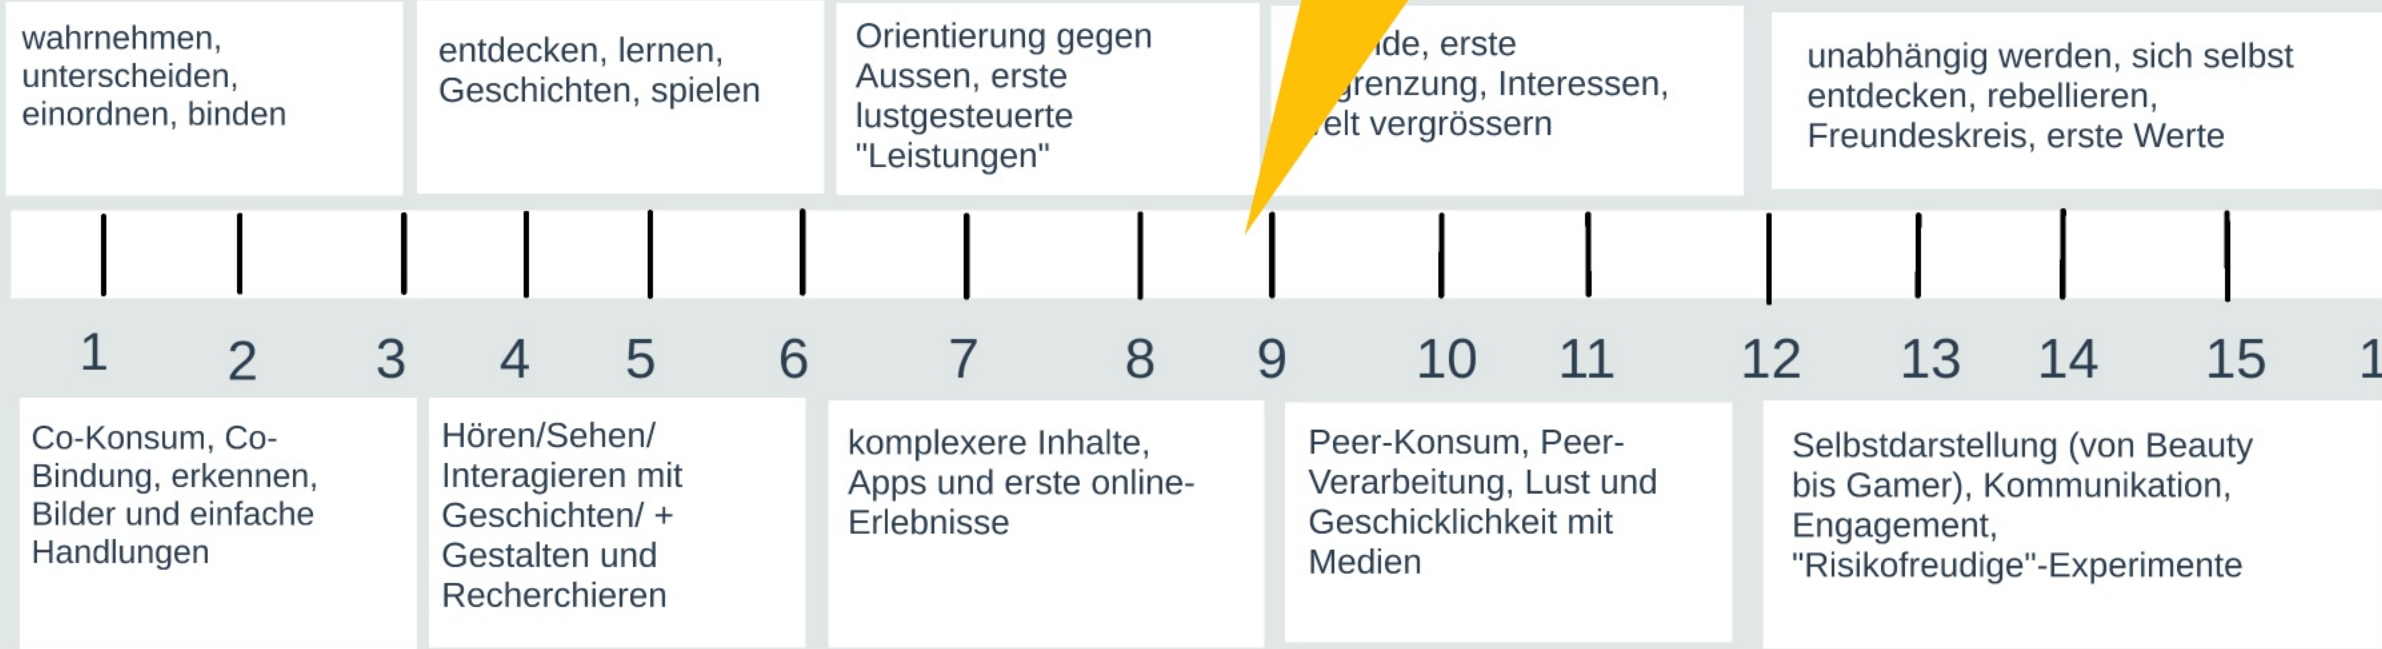 wahrnehmen,
unterscheiden,
einordnen, binden
entdecken, lernen,
Geschichten, spielen
Orientierung gegen
Aussen, erste
lustgesteuerte
"Leistungen"
erste
Interessen,
vergrössern
unabhängig werden, sich selbst
entdecken, rebellieren,
Freundeskreis, erste Werte
1 2 3 4 5 6 7 8 9 10 11 12 13 14 15
Co-Konsum, Co-
Bindung, erkennen,
Bilder und einfache
Handlungen
Hören/Sehen/
Interagieren mit
Geschichten/ +
Gestalten und
Recherchieren
komplexere Inhalte,
Apps und erste online-
Erlebnisse
Peer-Konsum, Peer-
Verarbeitung, Lust und
Geschicklichkeit mit
Medien
Selbstdarstellung (von Beauty
bis Gamer), Kommunikation,
Engagement,
"Risikofreudige"-Experimente